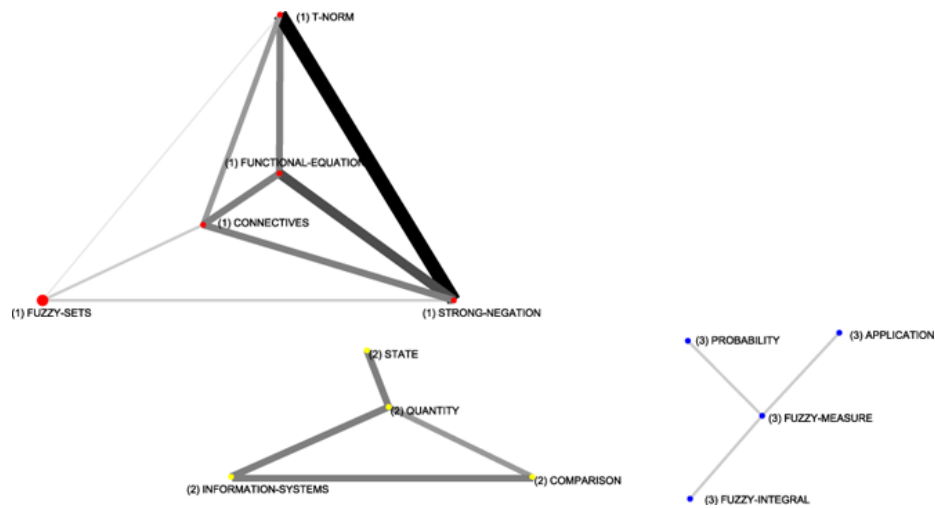 (1) T-NORM
(1) FUNCTIONAL-EQUATION
(1) CONNECTIVES
(1) FUZZY-SETS
(1) STRONG-NEGATION
(2) STATE
(2) QUANTITY
(2) INFORMATION-SYSTEMS
(2) COMPARISON
(3) PROBABILITY
(3) APPLICATION
(3) FUZZY-MEASURE
(3) FUZZY-INTEGRAL